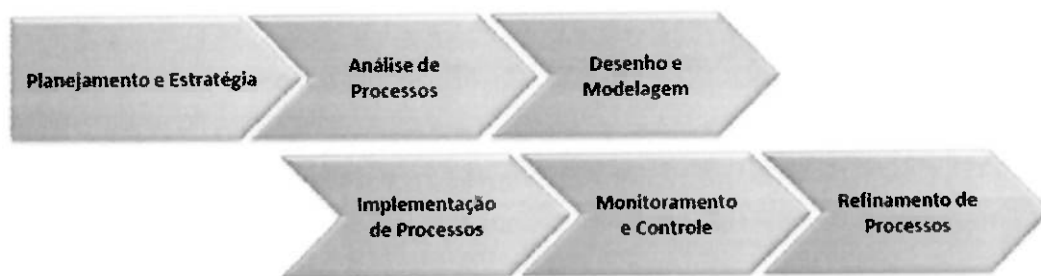 Planejamento e Estratégia
Análise de
Processos
Desenho e
Modelagem
Implementação
de Processos
Monitoramento
e Controle
Refinamento de
Processos